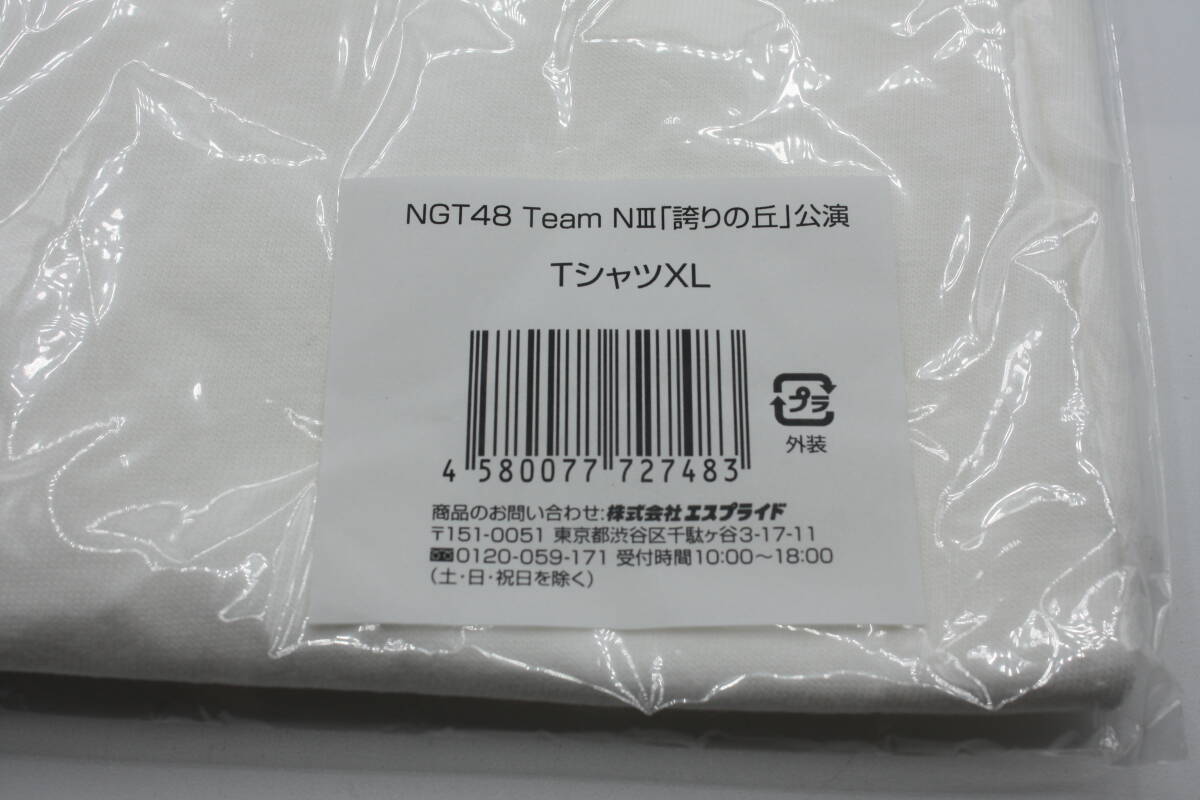 NGT48 Team NⅢ「誇りの丘」公演
TシャツXL
プラ
外装
4 580077 727483
商品のお問い合わせ:株式会社エスプライド
〒151-0051 東京都渋谷区千駄ヶ谷3-17-11
0120-059-171 受付時間10:00～18:00
(土・日・祝日を除く)